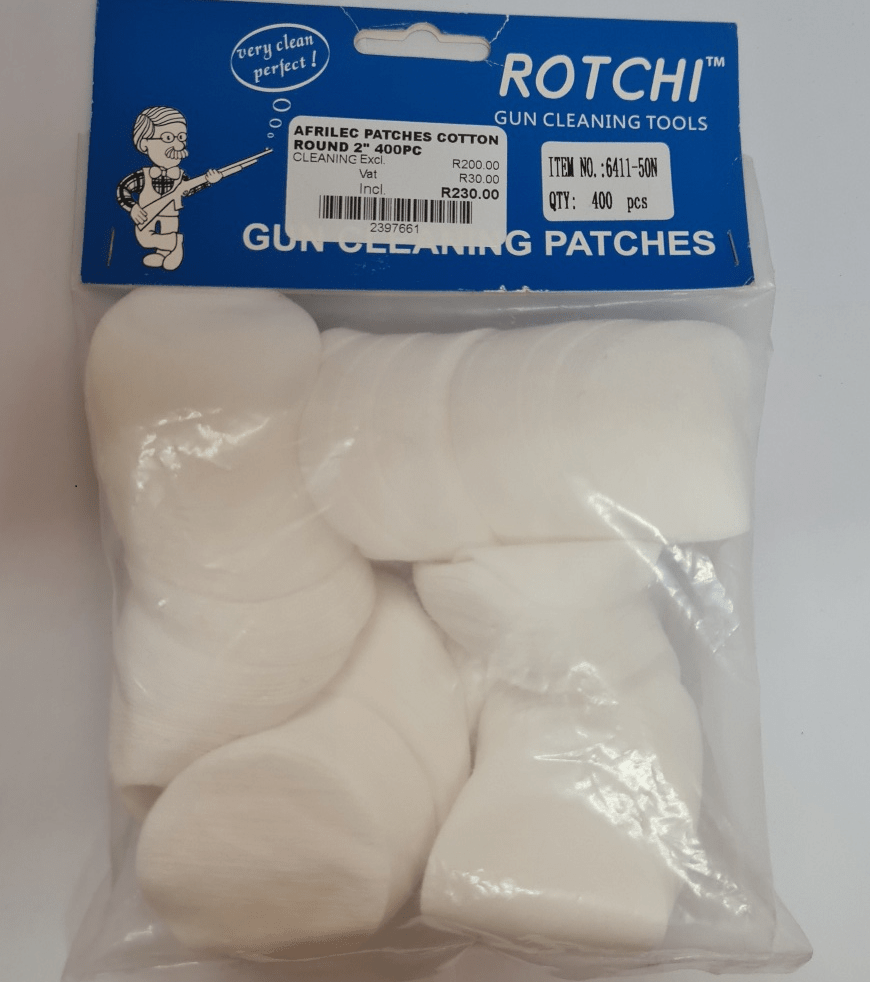 very clean
perfect !
ROTCHI™
GUN CLEANING TOOLS
AFRILEC PATCHES COTTON
ROUND 2" 400PC
CLEANING Excl. R200.00
Vat R30.00
Incl. R230.00
2397661
ITEM NO.:6411-50N
QTY: 400 pcs
GUN CLEANING PATCHES